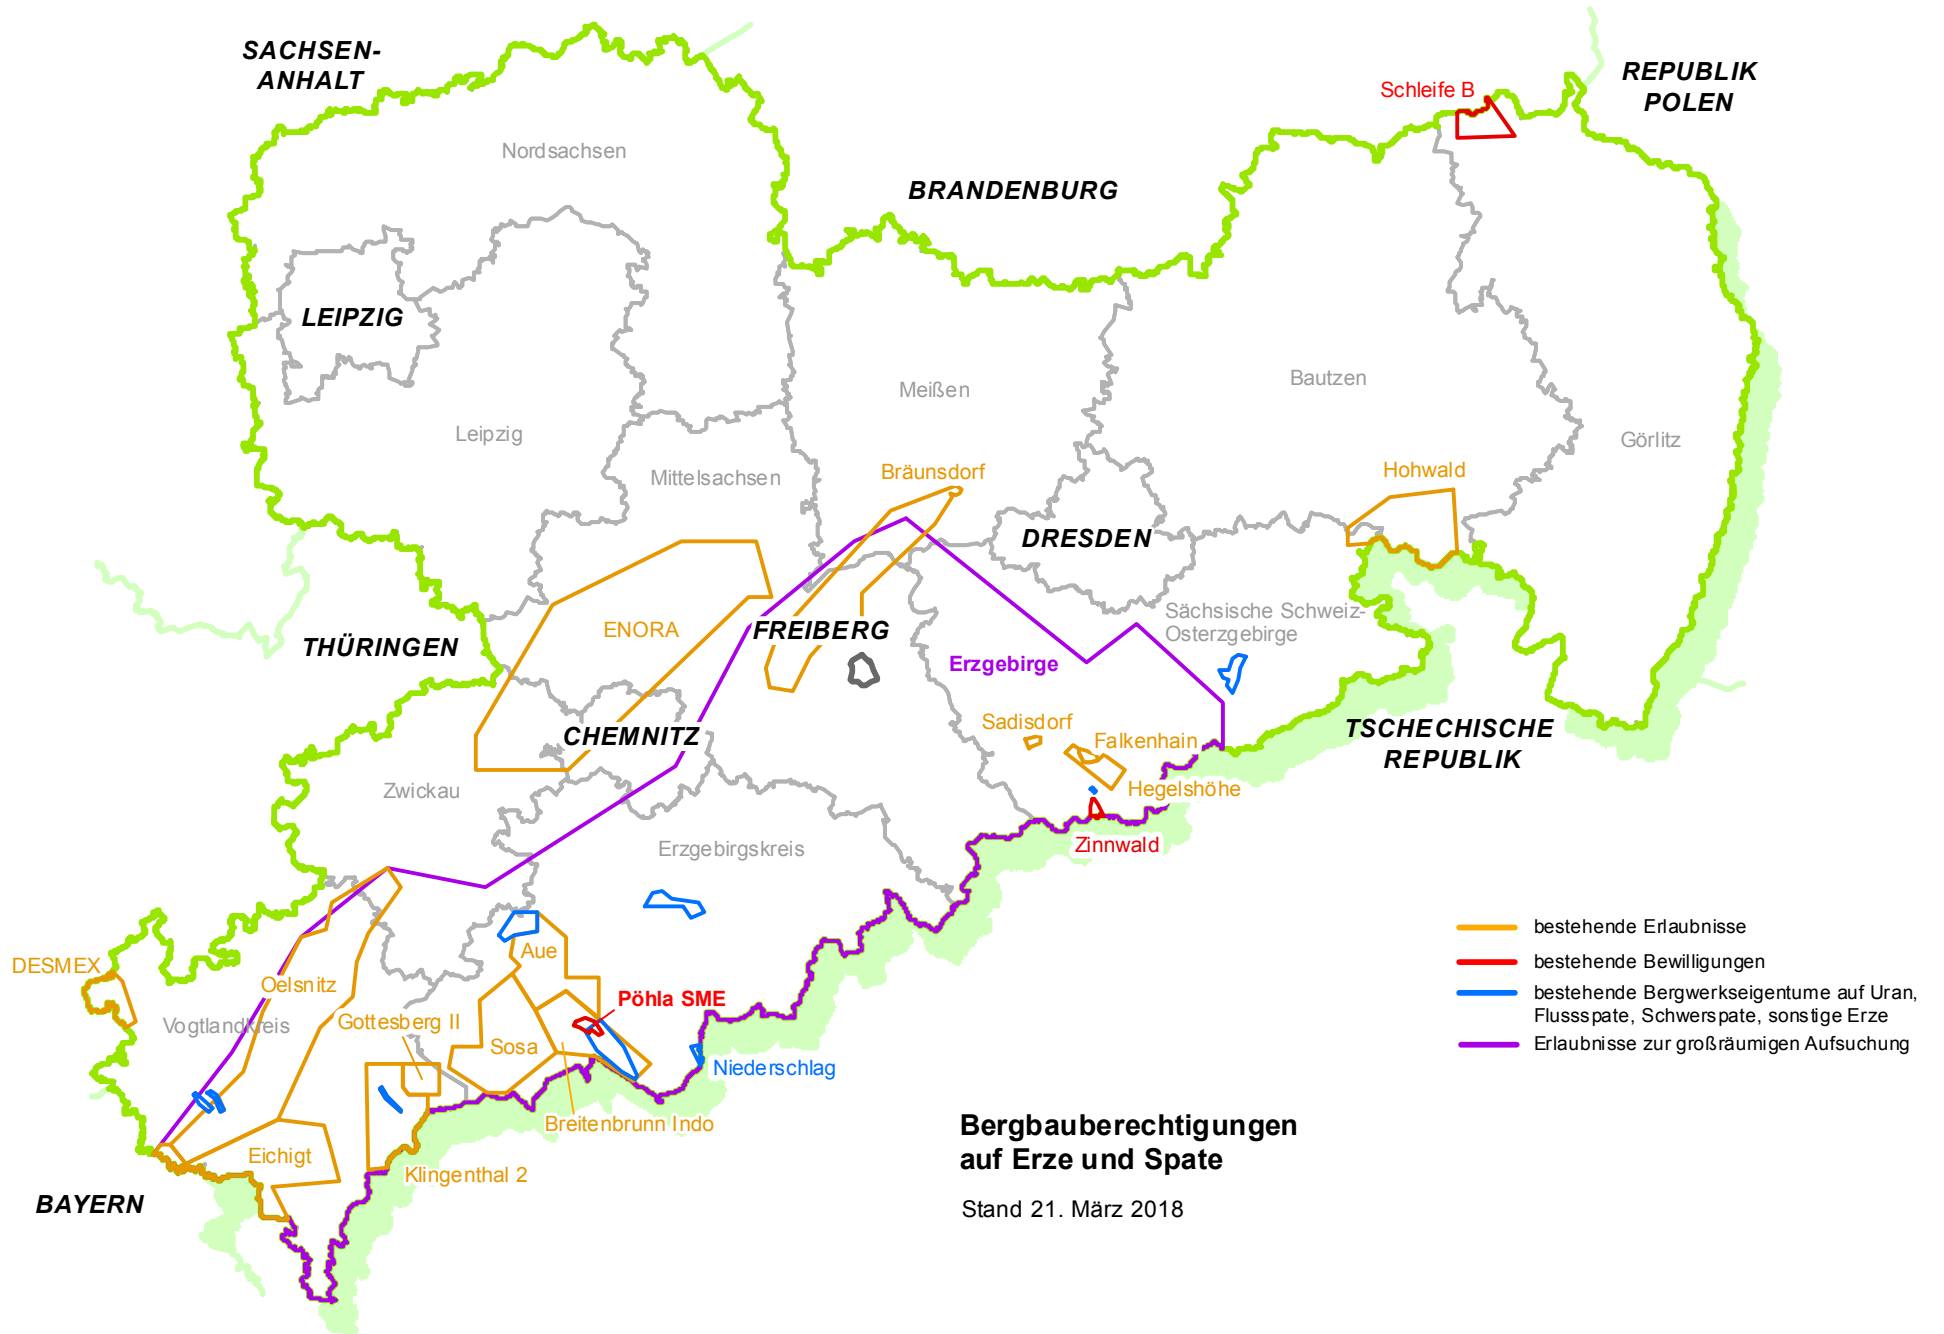 SACHSEN-
ANHALT
REPUBLIK
POLEN
Schleife B
Nordsachsen
BRANDENBURG
LEIPZIG
Bautzen
Meißen
Leipzig
Görlitz
Mittelsachsen
Bräunsdorf
Hohwald
DRESDEN
Sächsische Schweiz-
Osterzgebirge
ENORA
FREIBERG
THÜRINGEN
Erzgebirge
Sadisdorf
Falkenhain
TSCHECHISCHE
REPUBLIK
CHEMNITZ
Zwickau
Hegelshöhe
Zinnwald
Erzgebirgskreis
bestehende Erlaubnisse
bestehende Bewilligungen
bestehende Bergwerkseigentume auf Uran,
Flussspate, Schwerspate, sonstige Erze
Erlaubnisse zur großräumigen Aufsuchung
DESMEX
Aue
Oelsnitz
Pöhla SME
Vogtlandkreis
Gottesberg II
Sosa
Niederschlag
Breitenbrunn Indo
Eichigt
Klingenthal 2
BAYERN
Bergbauberechtigungen
auf Erze und Spate
Stand 21. März 2018